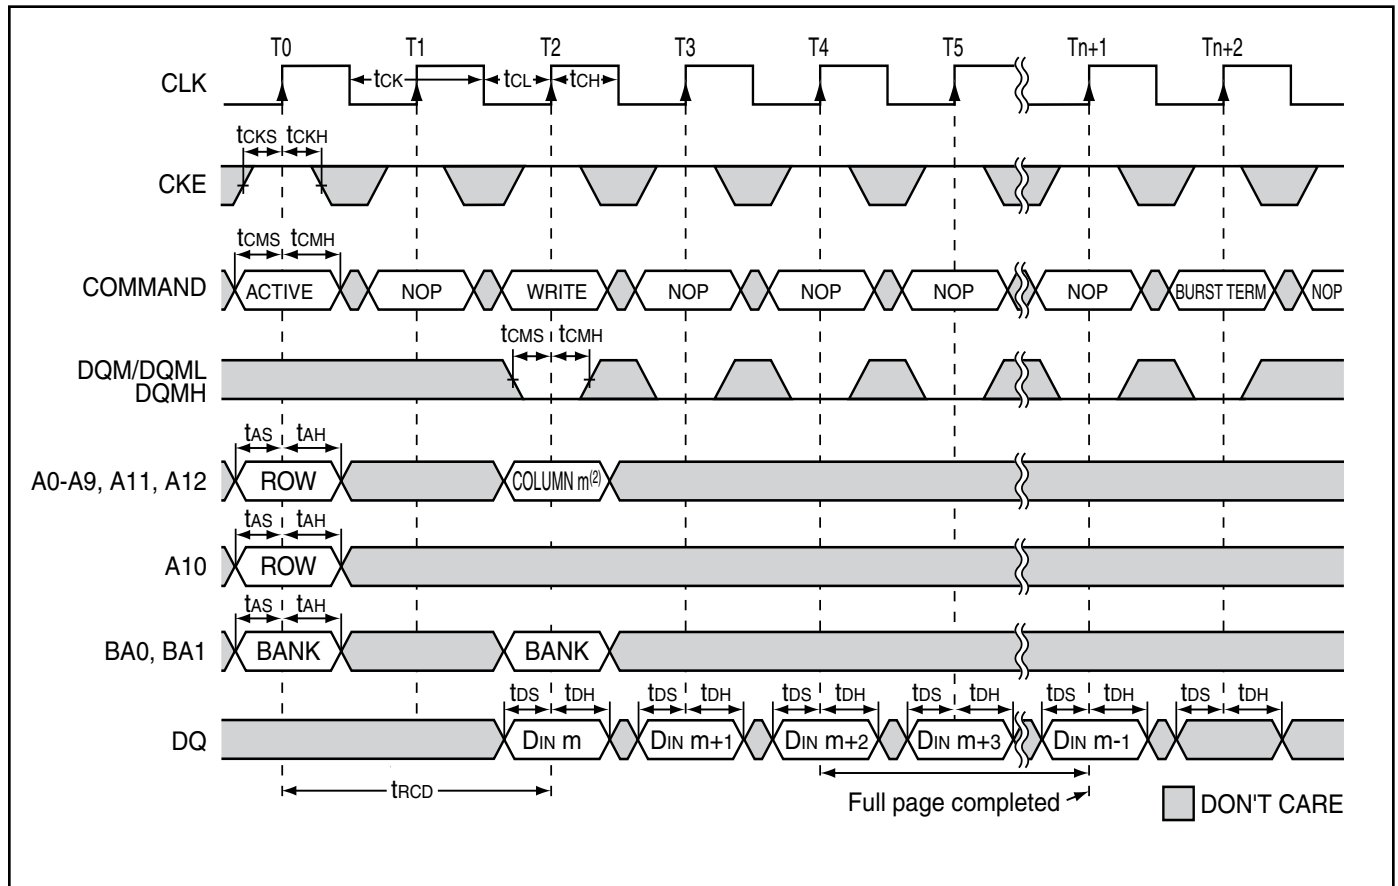 T0 T1 T2 T3 T4 T5 Tn+1 Tn+2
CLK tCK tCL tCH
tCKS tCKH
CKE
tCMS tCMH
COMMAND ACTIVE NOP WRITE NOP NOP NOP NOP BURST TERM NOP
tCMS tCMH
DQM/DQML
DQMH
tAS tAH
A0-A9, A11, A12 ROW COLUMN m(2)
tAS tAH
A10 ROW
tAS tAH
BA0, BA1 BANK BANK
tDS tDH tDS tDH tDS tDH tDS tDH tDS tDH tDS tDH
DQ DIN m DIN m+1 DIN m+2 DIN m+3 DIN m-1
tRCD
Full page completed
DON'T CARE